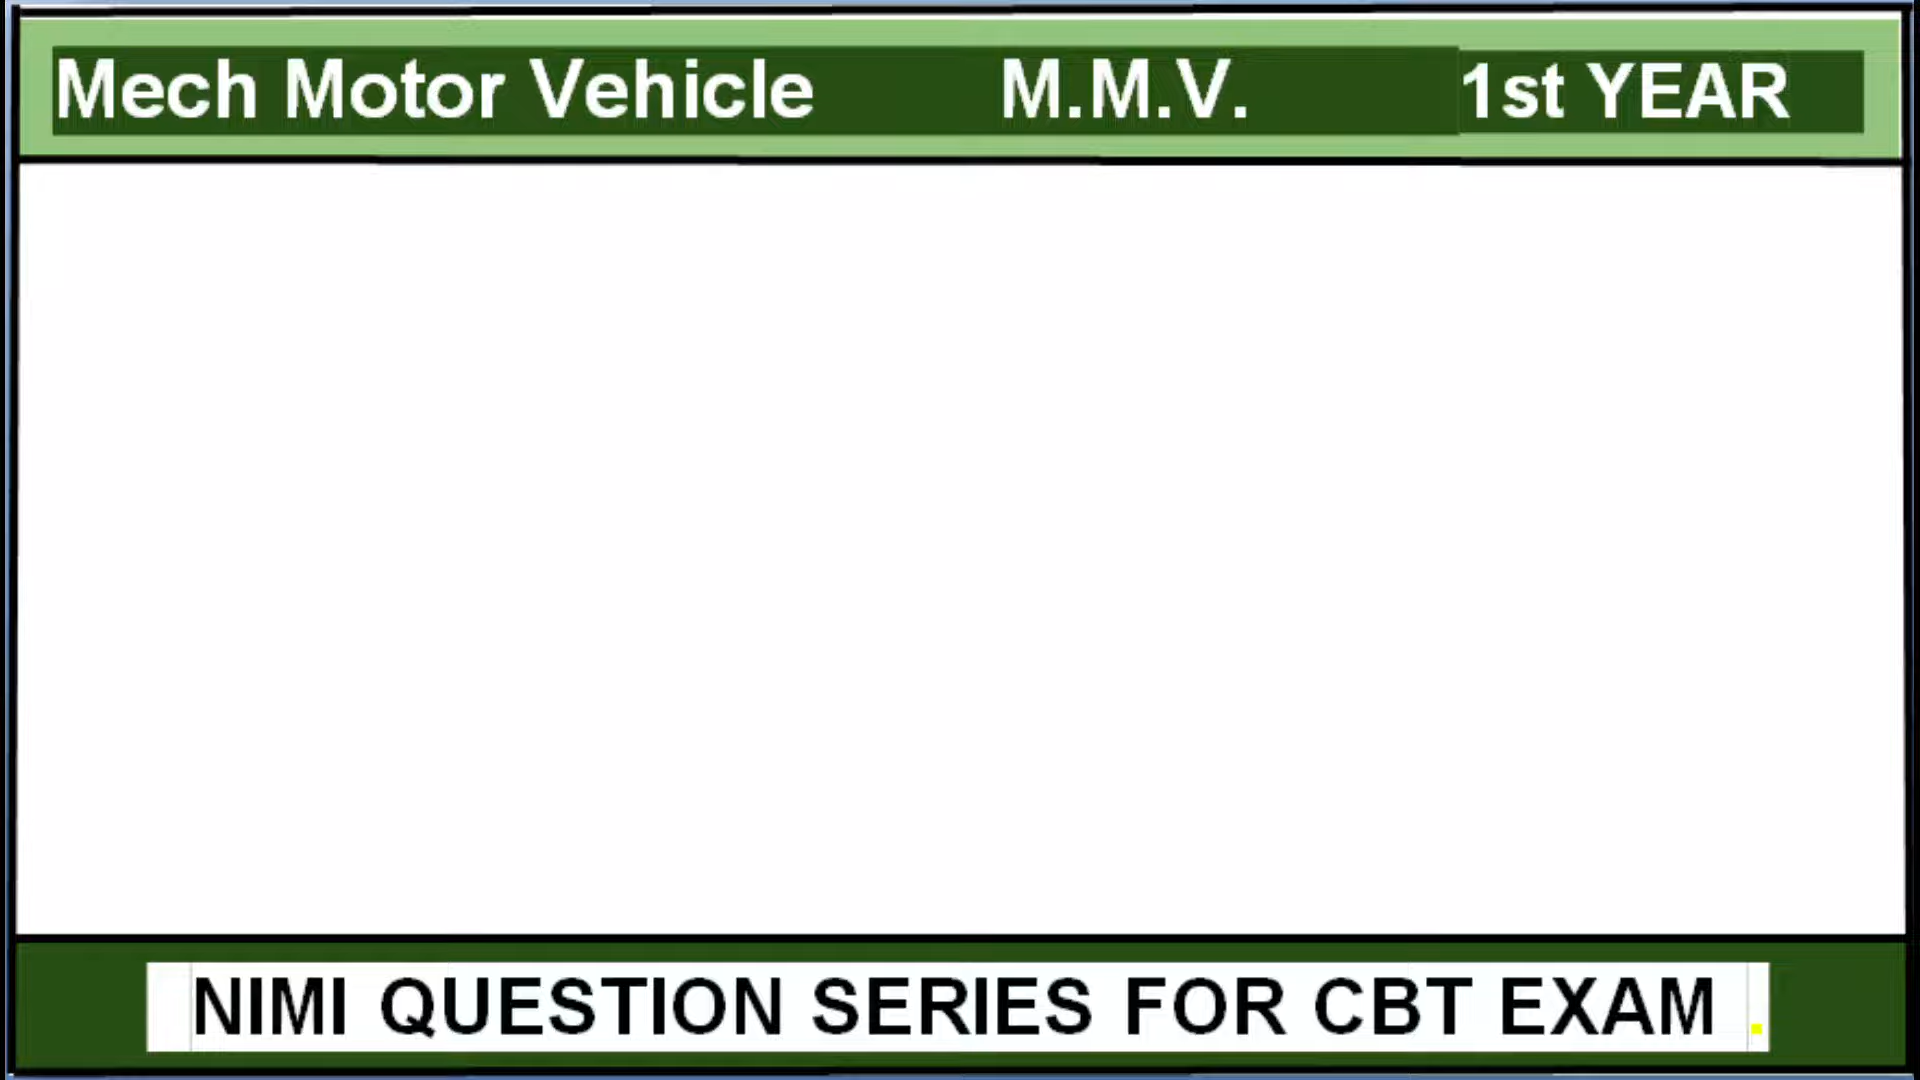 Mech Motor Vehicle M.M.V. 1st YEAR
NIMI QUESTION SERIES FOR CBT EXAM .